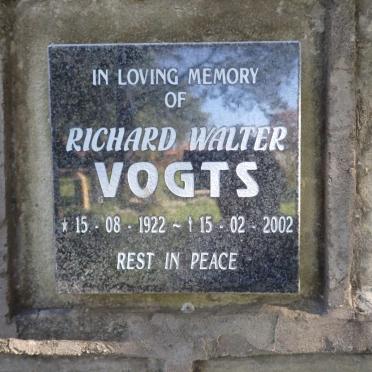 IN LOVING MEMORY
OF
RICHARD WALTER
VOGTS
* 15 - 08 - 1922 ~ † 15 - 02 - 2002
REST IN PEACE